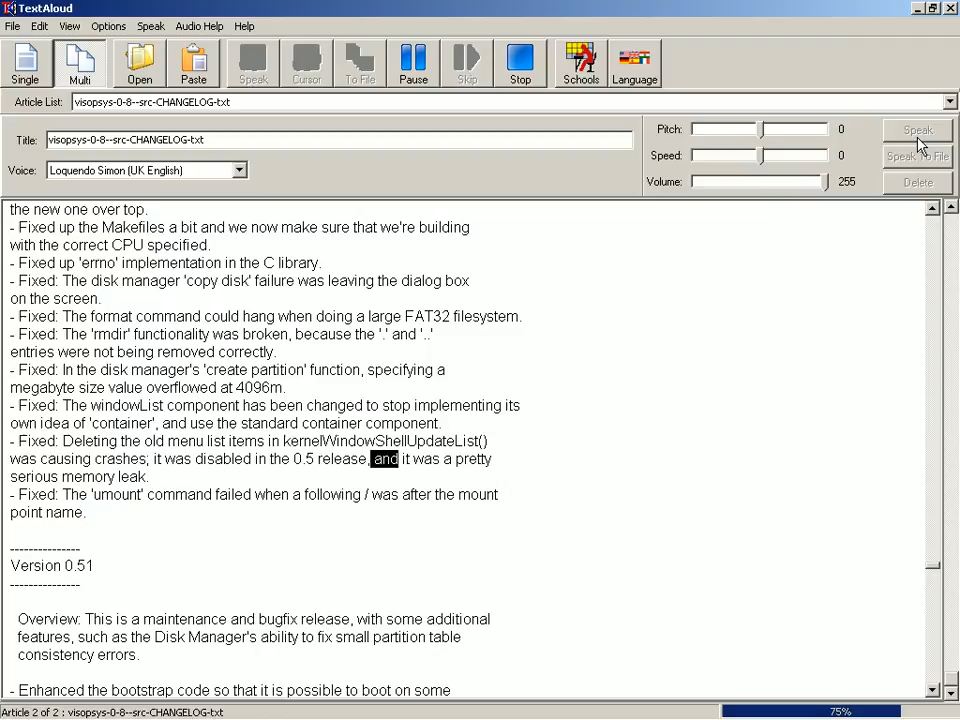 TextAloud
File Edit View Options Speak Audio Help Help
Single Multi Open Paste Speak Cursor To File Pause Skip Stop Schools Language
Article List: visopsys-0-8--src-CHANGELOG-txt
Title: visopsys-0-8--src-CHANGELOG-txt
Pitch: 0 Speak
Voice: Loquendo Simon (UK English)
Speed: 0 Speak To File
Volume: 255 Delete
the new one over top.
- Fixed up the Makefiles a bit and we now make sure that we're building
with the correct CPU specified.
- Fixed up 'errno' implementation in the C library.
- Fixed: The disk manager 'copy disk' failure was leaving the dialog box
on the screen.
- Fixed: The format command could hang when doing a large FAT32 filesystem.
- Fixed: The 'rmdir' functionality was broken, because the '.' and '..'
entries were not being removed correctly.
- Fixed: In the disk manager's 'create partition' function, specifying a
megabyte size value overflowed at 4096m.
- Fixed: The windowList component has been changed to stop implementing its
own idea of 'container', and use the standard container component.
- Fixed: Deleting the old menu list items in kernelWindowShellUpdateList()
was causing crashes; it was disabled in the 0.5 release, and it was a pretty
serious memory leak.
- Fixed: The 'umount' command failed when a following / was after the mount
point name.
---------------
Version 0.51
---------------
Overview: This is a maintenance and bugfix release, with some additional
features, such as the Disk Manager's ability to fix small partition table
consistency errors.
- Enhanced the bootstrap code so that it is possible to boot on some
Article 2 of 2 : visopsys-0-8--src-CHANGELOG-txt 75%